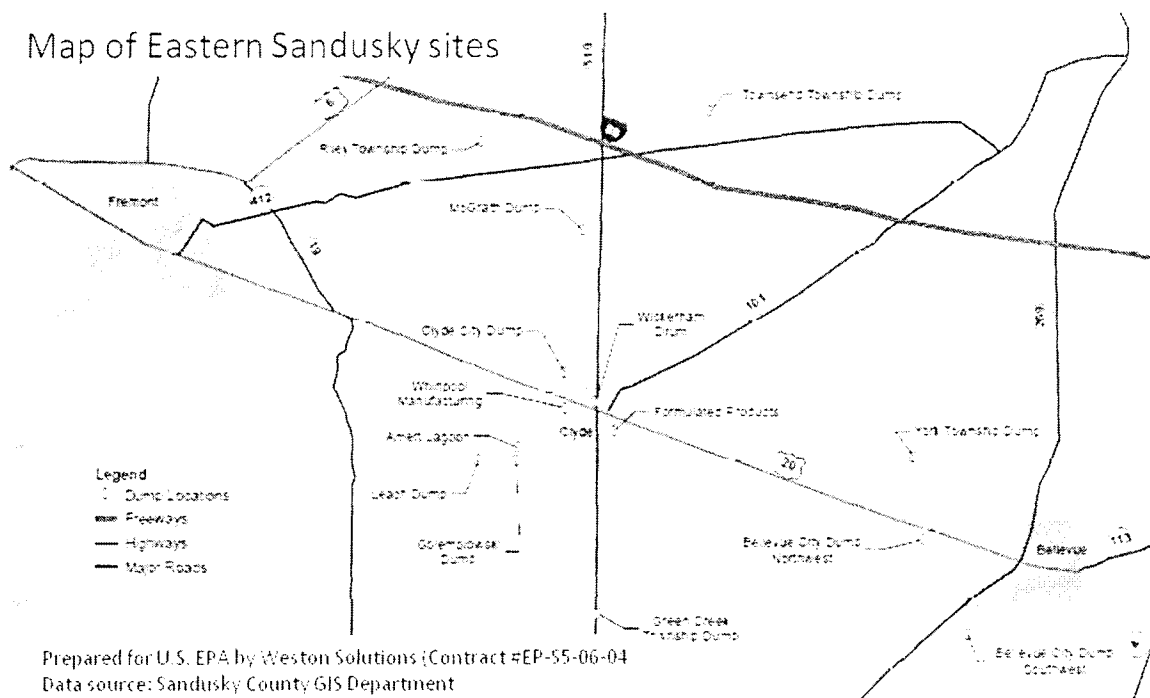 Map of Eastern Sandusky sites
510
6
Townsend Township Dump
Riley Township Dump
412
Fremont
McGrath Dump
19
101
Clyde City Dump
Wickerham
Drum
Whirlpool
Manufacturing
Clyde
Formulated Products
Amert Lagoon
York Township Dump
20
Leach Dump
Legend
Dump Locations
Freeways
Highways
Major Roads
Golembiowski
Dump
Bellevue City Dump
Northwest
Bellevue
113
Green Creek
Township Dump
Bellevue City Dump
Southwest
Prepared for U.S. EPA by Weston Solutions (Contract #EP-S5-06-04
Data source: Sandusky County GIS Department